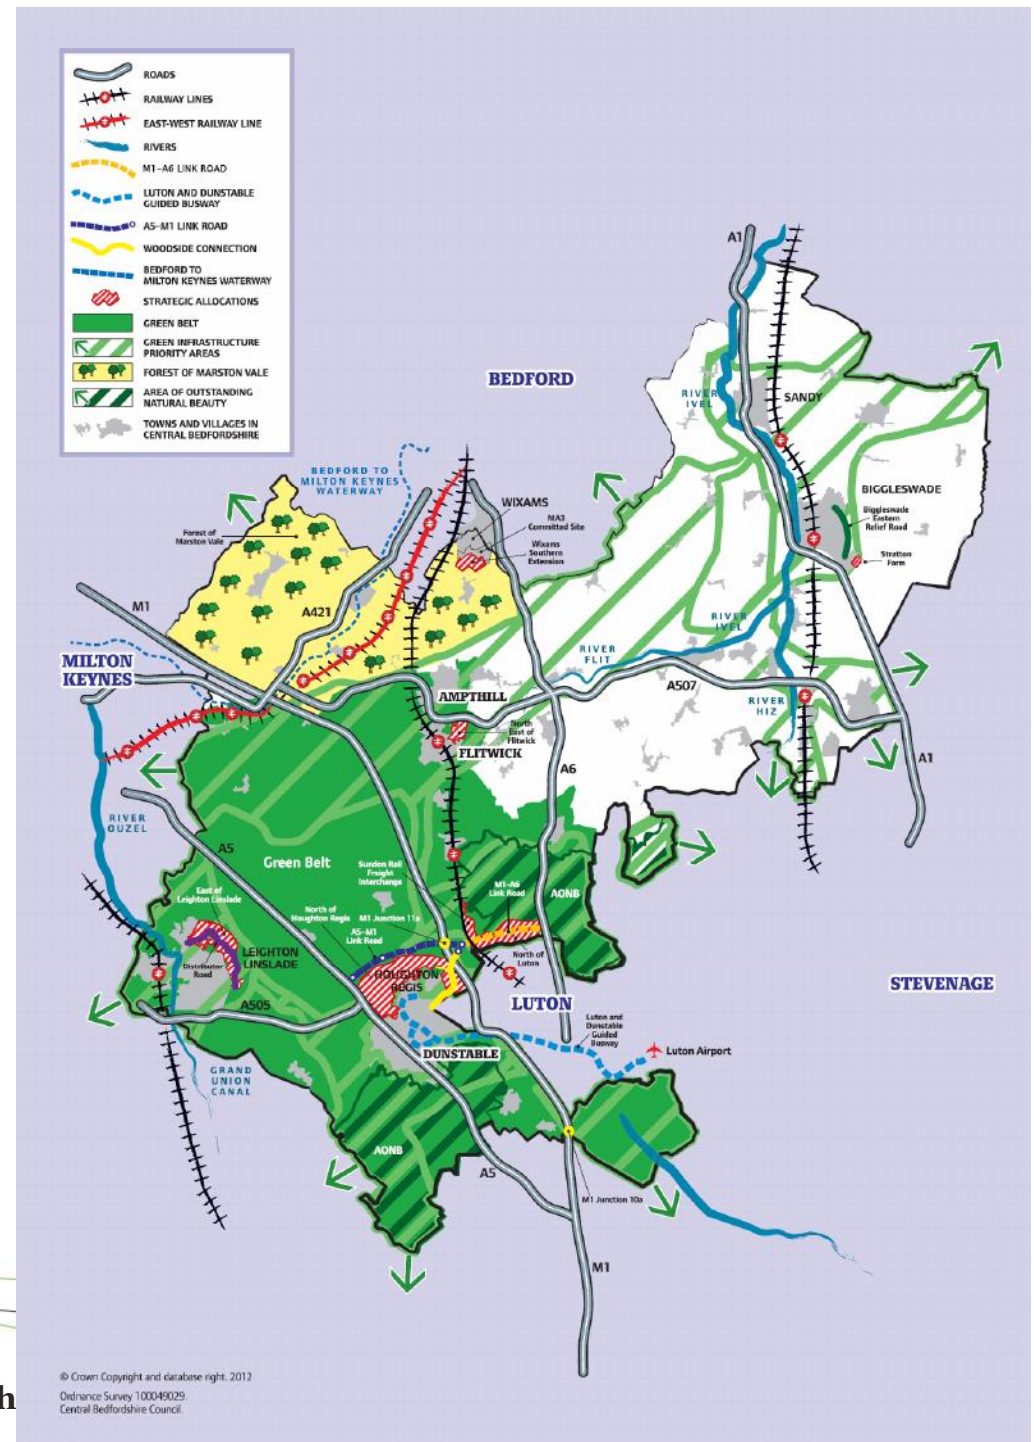 ROADS
RAILWAY LINES
EAST-WEST RAILWAY LINE
RIVERS
M1–A6 LINK ROAD
LUTON AND DUNSTABLE
GUIDED BUSWAY
A5–M1 LINK ROAD
WOODSIDE CONNECTION
BEDFORD TO
MILTON KEYNES WATERWAY
STRATEGIC ALLOCATIONS
GREEN BELT
GREEN INFRASTRUCTURE
PRIORITY AREAS
FOREST OF MARSTON VALE
AREA OF OUTSTANDING
NATURAL BEAUTY
TOWNS AND VILLAGES IN
CENTRAL BEDFORDSHIRE
A1
BEDFORD
RIVER
IVEL
SANDY
BEDFORD TO
MILTON KEYNES
WATERWAY
WIXAMS
MA3
Committed Site
Wixams
Southern
Extension
BIGGLESWADE
Biggleswade
Eastern
Relief Road
Stratton
Farm
Forest of
Marston Vale
M1
A421
RIVER
IVEL
RIVER
FLIT
MILTON
KEYNES
AMPTHILL
A507
RIVER
HIZ
North
East of
Flitwick
FLITWICK
A6
A1
RIVER
OUZEL
A5
Green Belt
Sundon Rail
Freight
Interchange
M1–A6
Link Road
AONB
East of
Leighton Linslade
North of
Houghton Regis
M1 Junction 11a
A5–M1
Link Road
LEIGHTON
LINSLADE
Distributor
Road
HOUGHTON
REGIS
North of
Luton
A505
LUTON
STEVENAGE
Luton and
Dunstable
Guided
Busway
DUNSTABLE
Luton Airport
GRAND
UNION
CANAL
AONB
A5
M1 Junction 10a
M1
© Crown Copyright and database right, 2012
Ordnance Survey 100049029.
Central Bedfordshire Council.
h